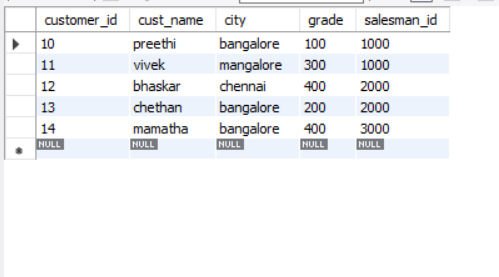 customer_id cust_name city grade salesman_id
10 preethi bangalore 100 1000
11 vivek mangalore 300 1000
12 bhaskar chennai 400 2000
13 chethan bangalore 200 2000
14 mamatha bangalore 400 3000
NULL NULL NULL NULL NULL